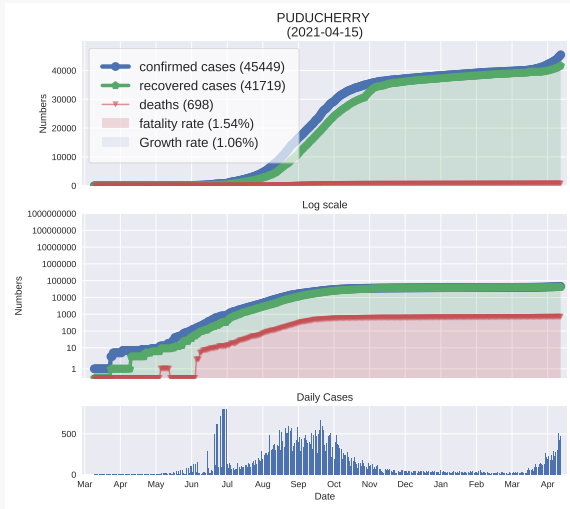 PUDUCHERRY
(2021-04-15)
confirmed cases (45449)
recovered cases (41719)
deaths (698)
fatality rate (1.54%)
Growth rate (1.06%)
Numbers
40000
30000
20000
10000
0
Log scale
Numbers
1000000000
100000000
10000000
1000000
100000
10000
1000
100
10
1
Daily Cases
500
0
Mar Apr May Jun Jul Aug Sep Oct Nov Dec Jan Feb Mar Apr
Date